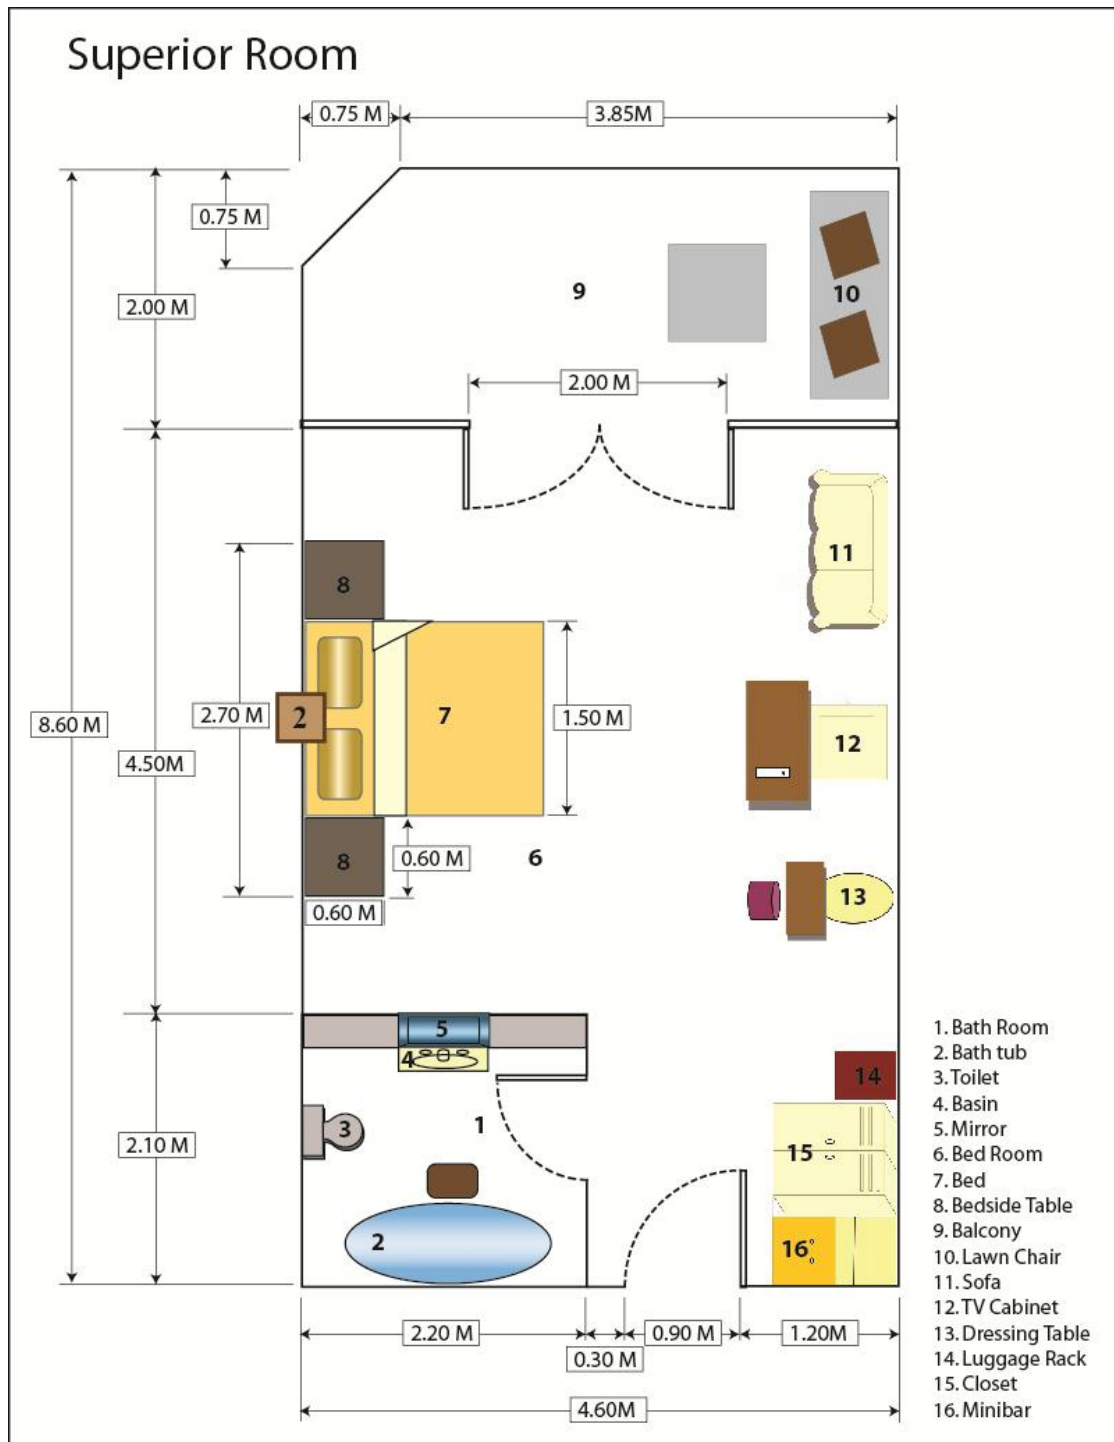 Superior Room
0.75 M
3.85M
0.75 M
9
10
2.00 M
2.00 M
11
8
2
7
2.70 M
1.50 M
8.60 M
12
4.50M
8
0.60 M
6
13
0.60 M
5
4
14
1
3
2.10 M
15
2
16
2.20 M
0.90 M
1.20M
0.30 M
4.60M
1. Bath Room
2. Bath tub
3. Toilet
4. Basin
5. Mirror
6. Bed Room
7. Bed
8. Bedside Table
9. Balcony
10. Lawn Chair
11. Sofa
12. TV Cabinet
13. Dressing Table
14. Luggage Rack
15. Closet
16. Minibar